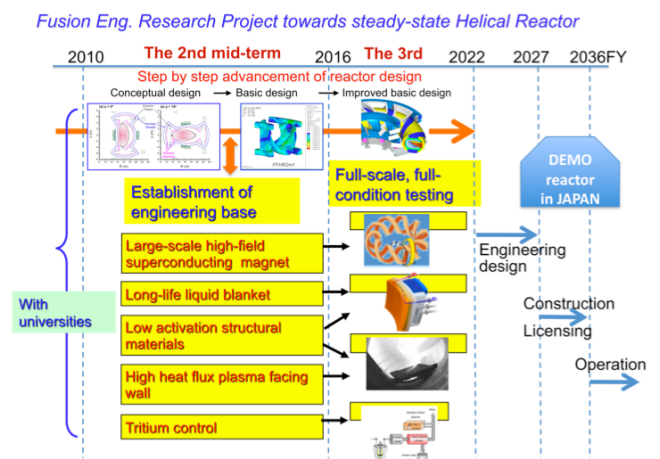 Fusion Eng. Research Project towards steady-state Helical Reactor
2010
The 2nd mid-term
2016
The 3rd
2022
2027
2036FY
Step by step advancement of reactor design
Conceptual design
Basic design
Improved basic design
Establishment of
engineering base
Full-scale, full-
condition testing
DEMO
reactor
in JAPAN
Large-scale high-field
superconducting magnet
Engineering
design
Long-life liquid blanket
With
universities
Low activation structural
materials
Construction
Licensing
High heat flux plasma facing
wall
Operation
Tritium control